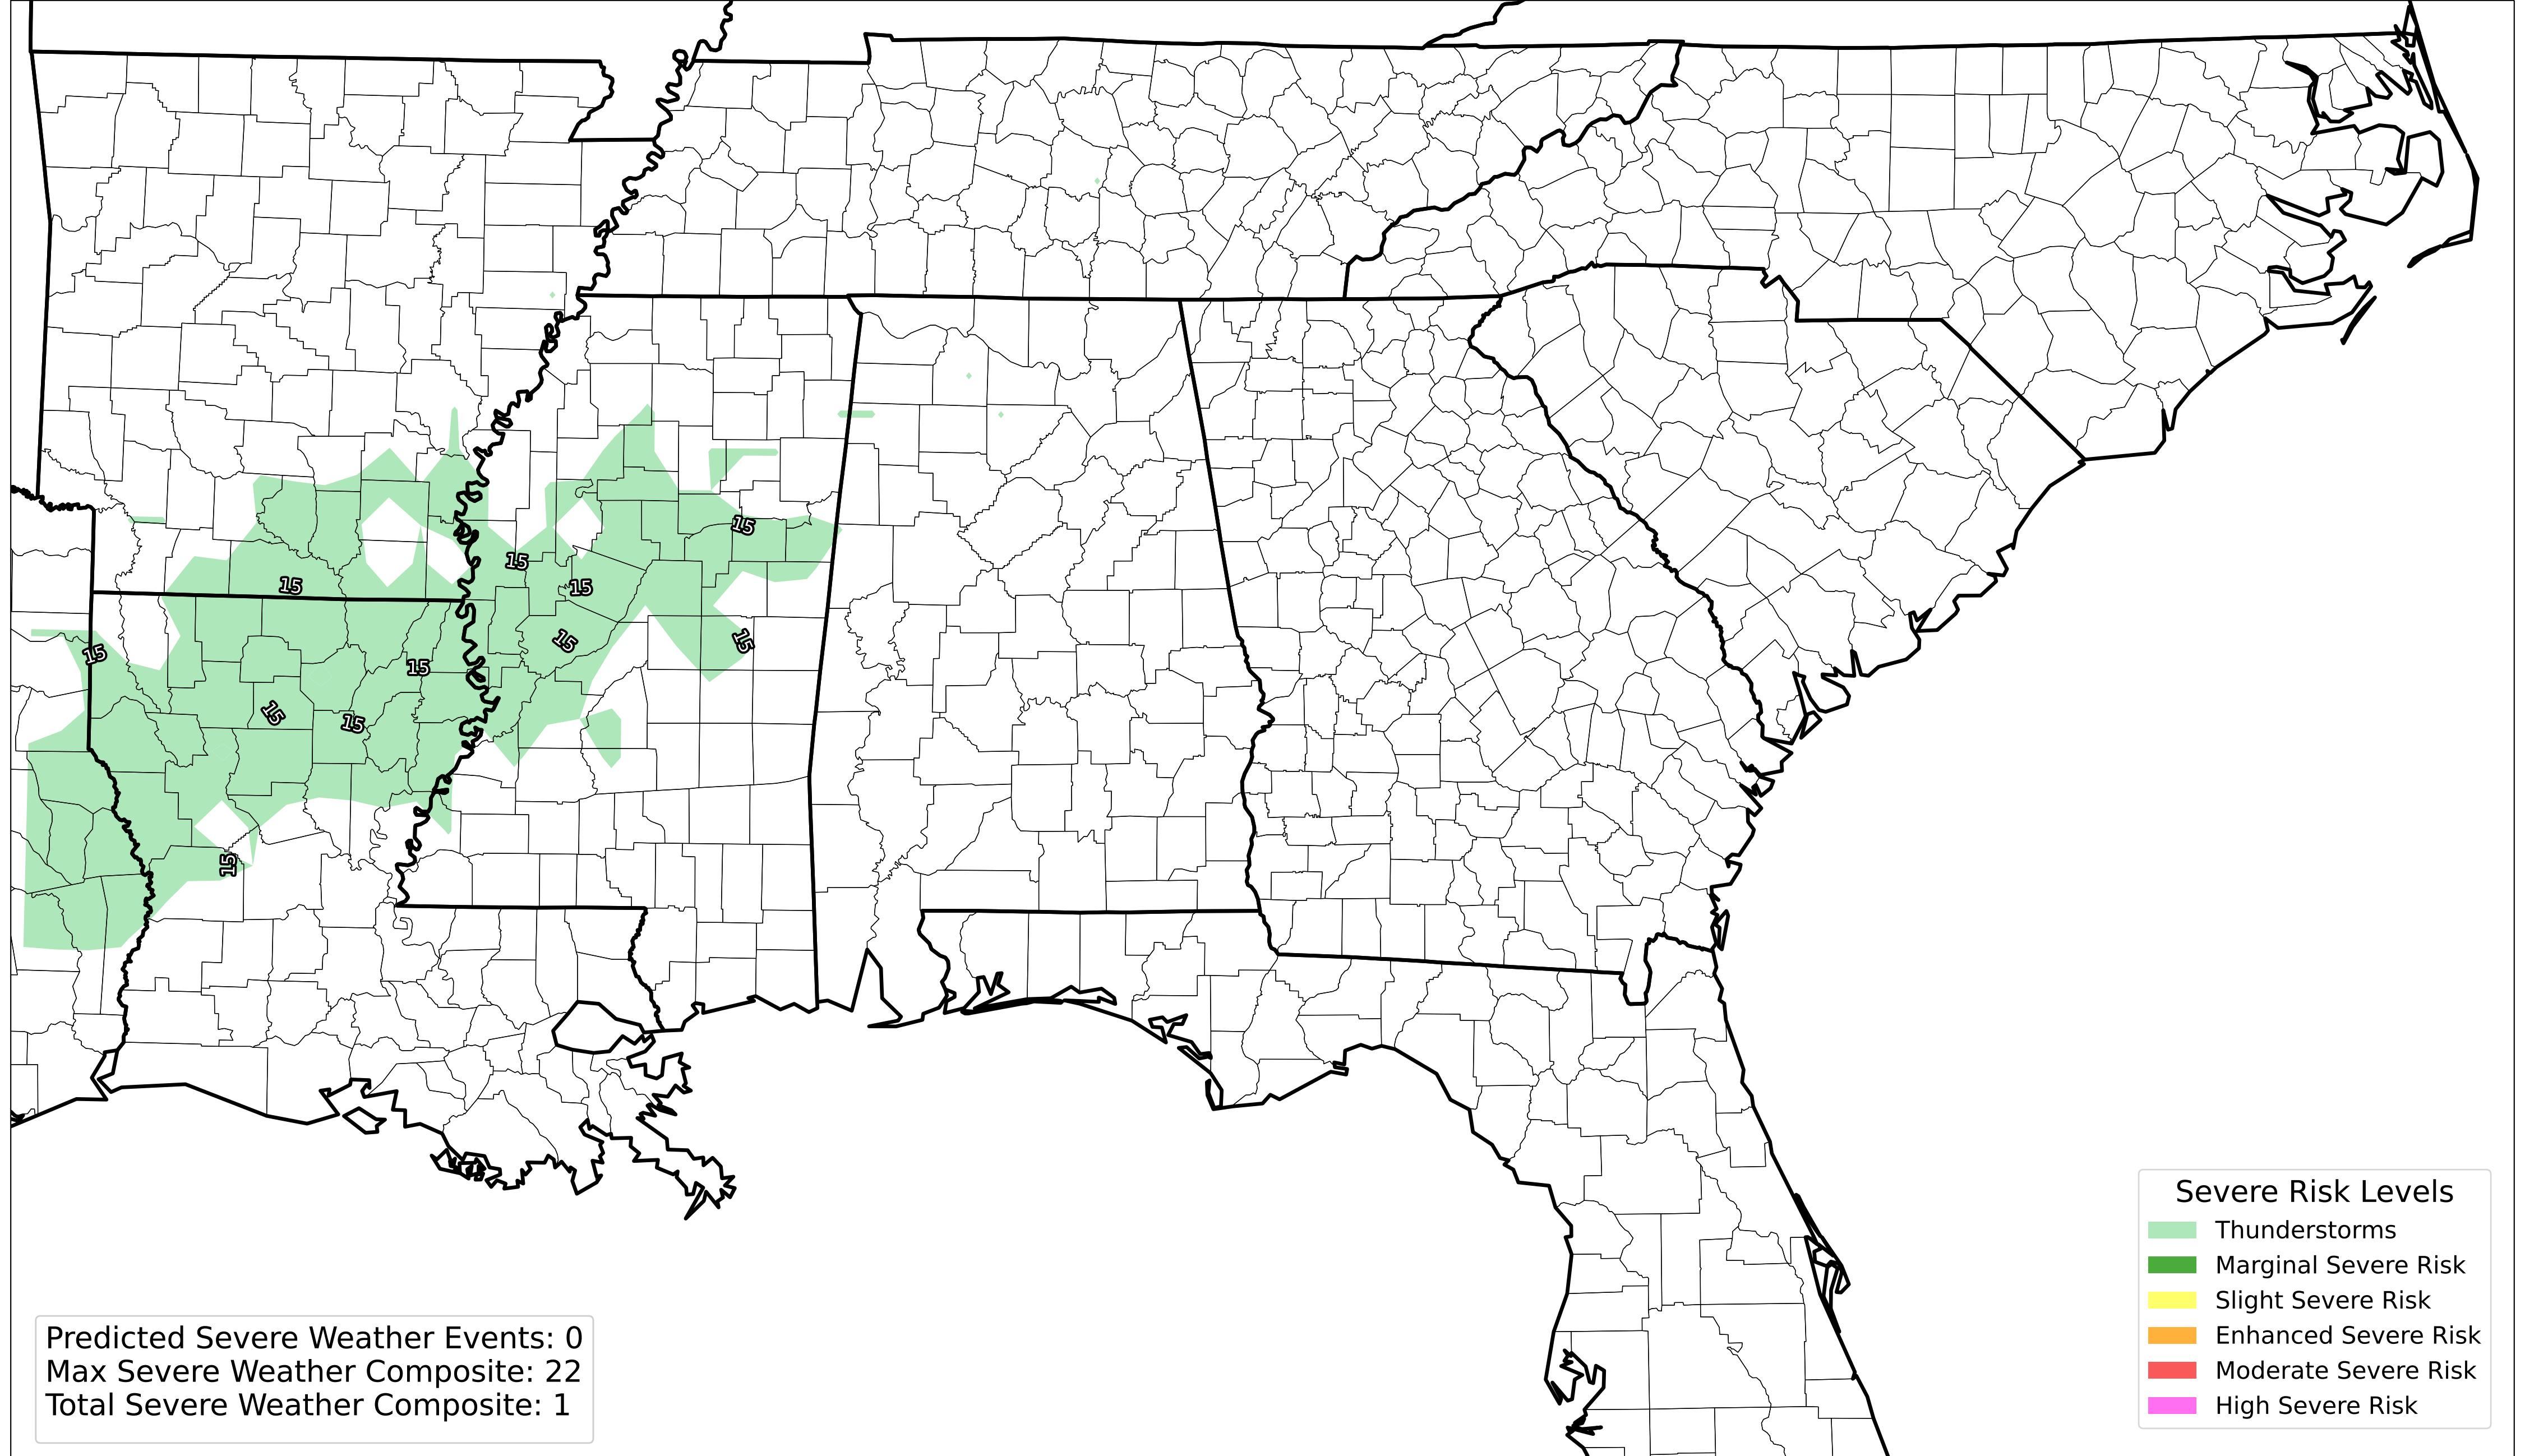 15
15
15
15
15
15
15
15
15
15
15
Severe Risk Levels
Thunderstorms
Marginal Severe Risk
Slight Severe Risk
Enhanced Severe Risk
Moderate Severe Risk
High Severe Risk
Predicted Severe Weather Events: 0
Max Severe Weather Composite: 22
Total Severe Weather Composite: 1